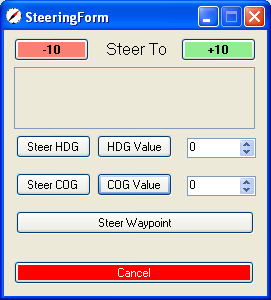 SteeringForm
-10 Steer To +10
Steer HDG HDG Value 0
Steer COG COG Value 0
Steer Waypoint
Cancel